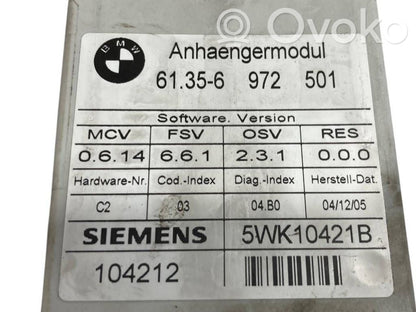 BMW
Anhaengermodul
61.35-6 972 501
Ovoko
Software. Version
MCV FSV OSV RES
0.6.14 6.6.1 2.3.1 0.0.0
Hardware-Nr. Cod.-Index Diag.-Index Herstell-Dat.
C2 03 04.B0 04/12/05
SIEMENS 5WK10421B
104212